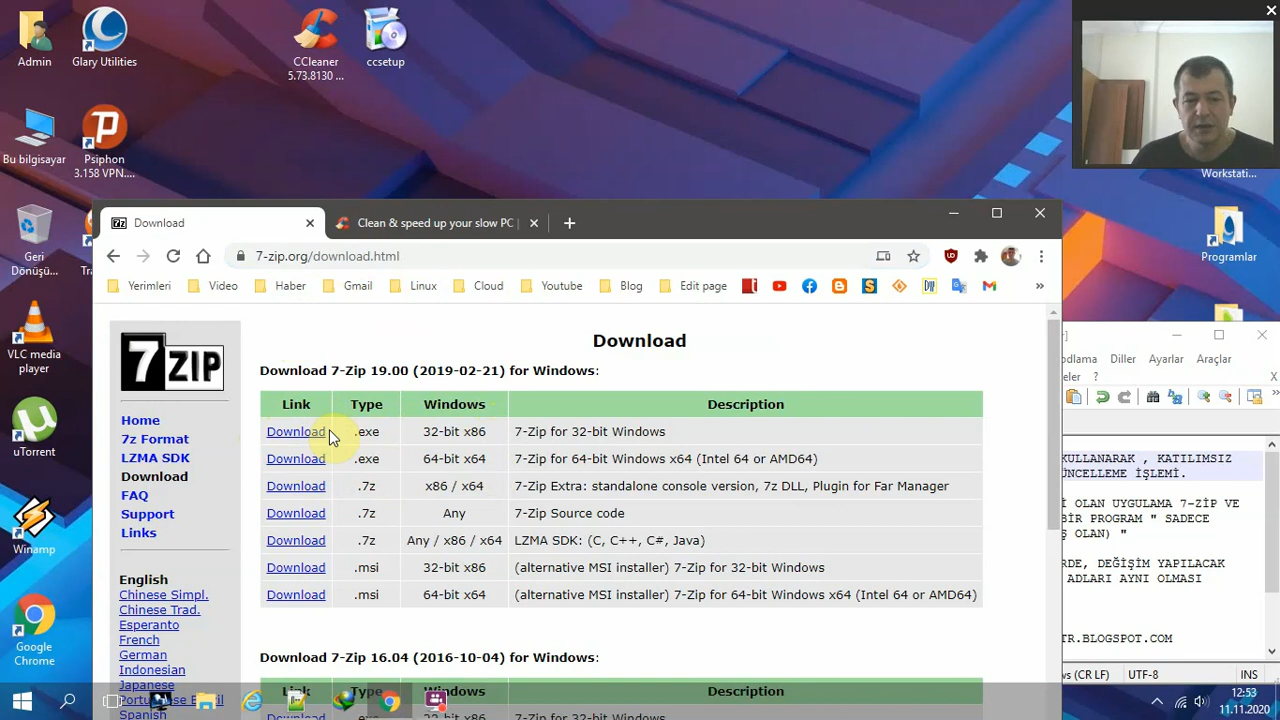 Admin
Glary Utilities
CCleaner
5.73.8130 ...
ccsetup
Bu bilgisayar
Psiphon
3.158 VPN....
Workstati...
Geri
Dönüşü...
Programlar
VLC media
player
uTorrent
Winamp
Google
Chrome
Download
Clean & speed up your slow PC |
7-zip.org/download.html
Yerimleri
Video
Haber
Gmail
Linux
Cloud
Youtube
Blog
Edit page
»
7ZIP
Home
7z Format
LZMA SDK
Download
FAQ
Support
Links
English
Chinese Simpl.
Chinese Trad.
Esperanto
French
German
Indonesian
Japanese
Portuguese Brazil
Spanish
Download
Download 7-Zip 19.00 (2019-02-21) for Windows:
Link Type Windows Description
Download .exe 32-bit x86 7-Zip for 32-bit Windows
Download .exe 64-bit x64 7-Zip for 64-bit Windows x64 (Intel 64 or AMD64)
Download .7z x86 / x64 7-Zip Extra: standalone console version, 7z DLL, Plugin for Far Manager
Download .7z Any 7-Zip Source code
Download .7z Any / x86 / x64 LZMA SDK: (C, C++, C#, Java)
Download .msi 32-bit x86 (alternative MSI installer) 7-Zip for 32-bit Windows
Download .msi 64-bit x64 (alternative MSI installer) 7-Zip for 64-bit Windows x64 (Intel 64 or AMD64)
Download 7-Zip 16.04 (2016-10-04) for Windows:
Link Type Windows Description
odlama Diller Ayarlar Araçlar
eler ?
KULLANARAK , KATILIMSIZ
ÜNCELLEME İŞLEMİ.
İ OLAN UYGULAMA 7-ZİP VE
BİR PROGRAM " SADECE
Ş OLAN) "
ERDE, DEĞİŞİM YAPILACAK
ADLARI AYNI OLMASI
TR.BLOGSPOT.COM
ws (CR LF) UTF-8 INS
12:53
11.11.2020